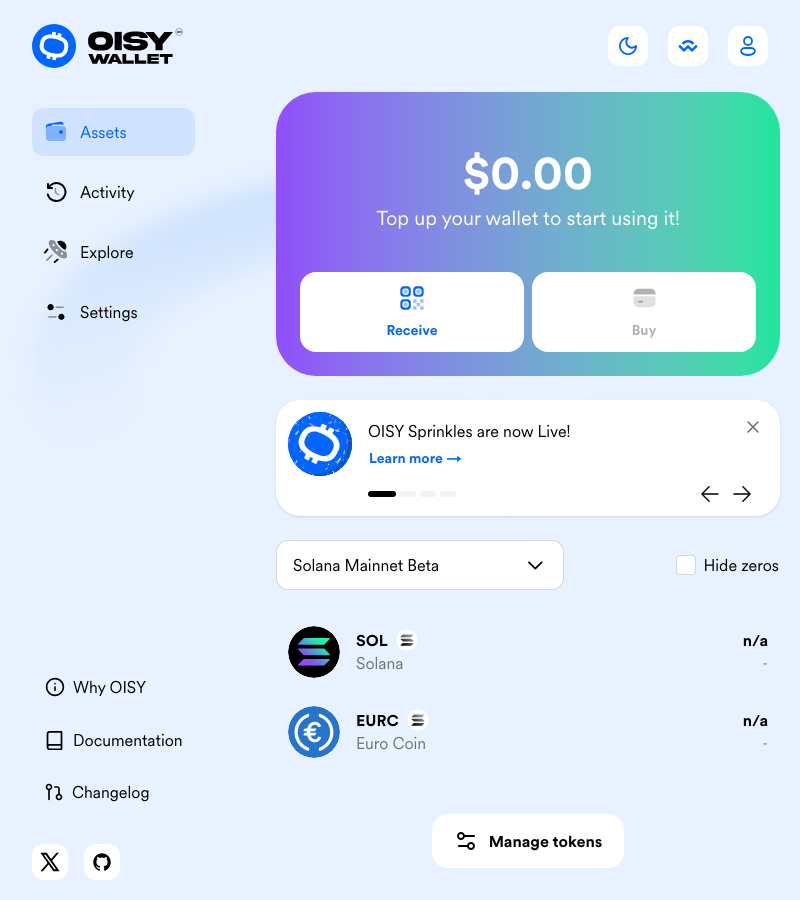 OISY
WALLET
Assets
Activity
Explore
Settings
$0.00
Top up your wallet to start using it!
Receive
Buy
OISY Sprinkles are now Live!
Learn more →
Solana Mainnet Beta
Hide zeros
SOL
n/a
Solana
-
EURC
n/a
Euro Coin
-
Why OISY
Documentation
Changelog
Manage tokens